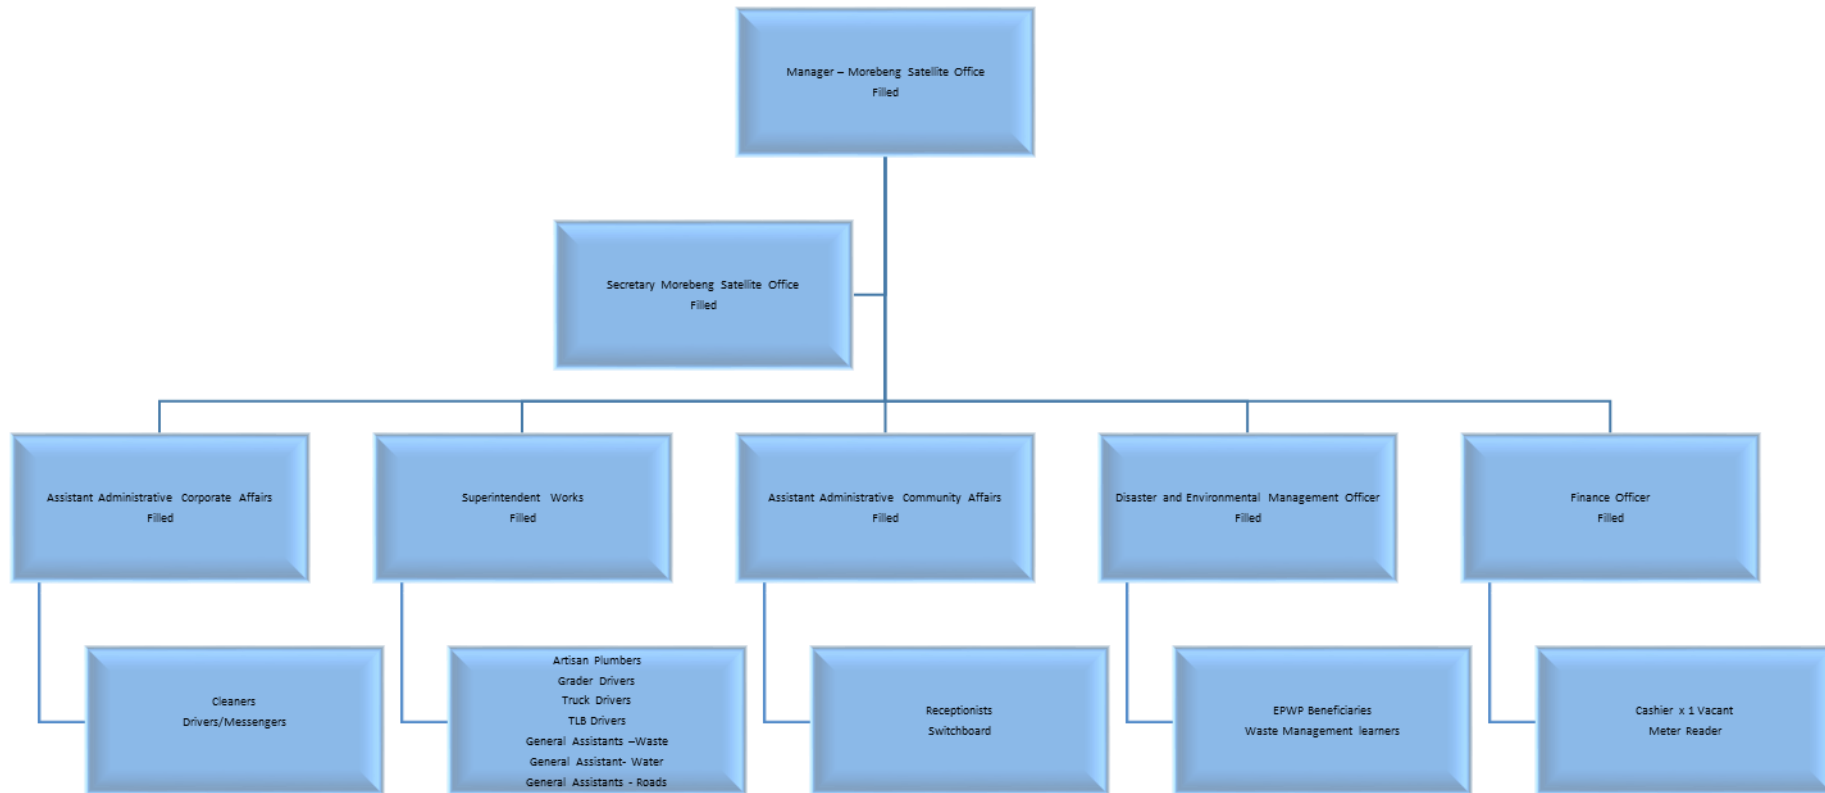 Manager – Morebeng Satellite Office
Filled
Secretary Morebeng Satellite Office
Filled
Assistant Administrative Corporate Affairs
Filled
Superintendent Works
Filled
Assistant Administrative Community Affairs
Filled
Disaster and Environmental Management Officer
Filled
Finance Officer
Filled
Cleaners
Drivers/Messengers
Artisan Plumbers
Grader Drivers
Truck Drivers
TLB Drivers
General Assistants –Waste
General Assistant- Water
General Assistants - Roads
Receptionists
Switchboard
EPWP Beneficiaries
Waste Management learners
Cashier x 1 Vacant
Meter Reader